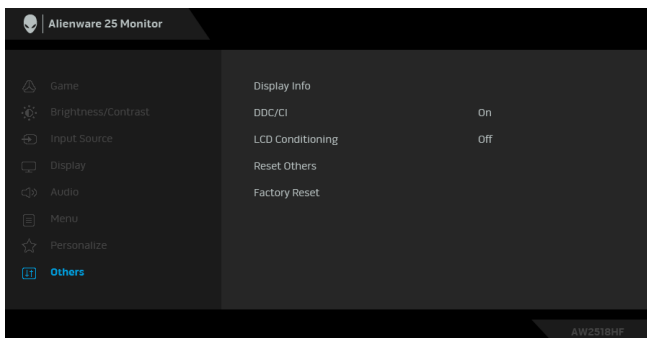 Alienware 25 Monitor
Game
Display Info
Brightness/Contrast
DDC/CI On
Input Source
LCD Conditioning Off
Display
Reset Others
Audio
Factory Reset
Menu
Personalize
Others
AW2518HF